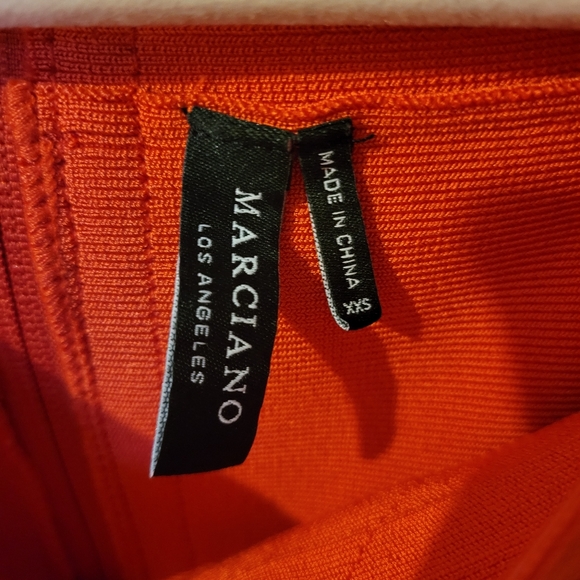 MARCIANO
LOS ANGELES
MADE IN CHINA
XXS